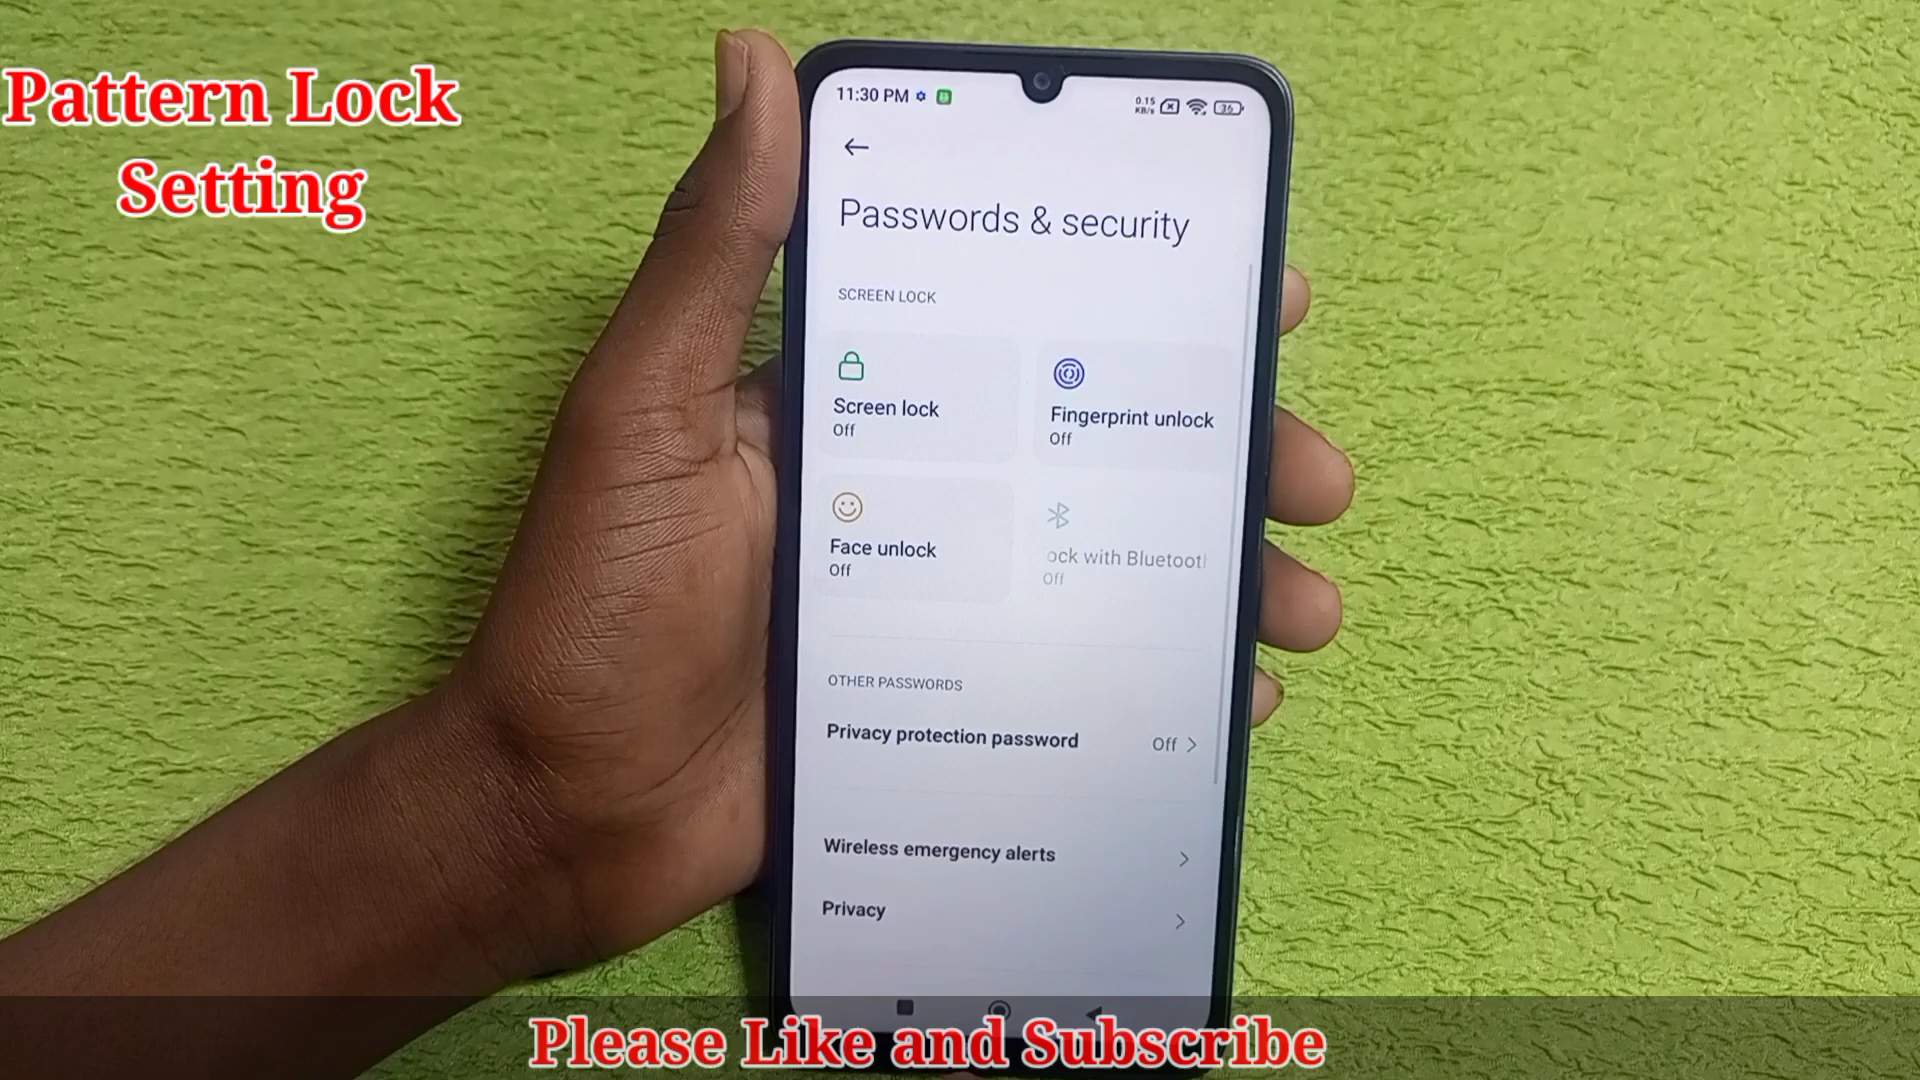 Pattern Lock
Setting
11:30 PM
0.15
KB/s
36
Passwords & security
SCREEN LOCK
Screen lock
Off
Fingerprint unlock
Off
Face unlock
Off
ock with Bluetoot
Off
OTHER PASSWORDS
Privacy protection password
Off
Wireless emergency alerts
Privacy
Please Like and Subscribe